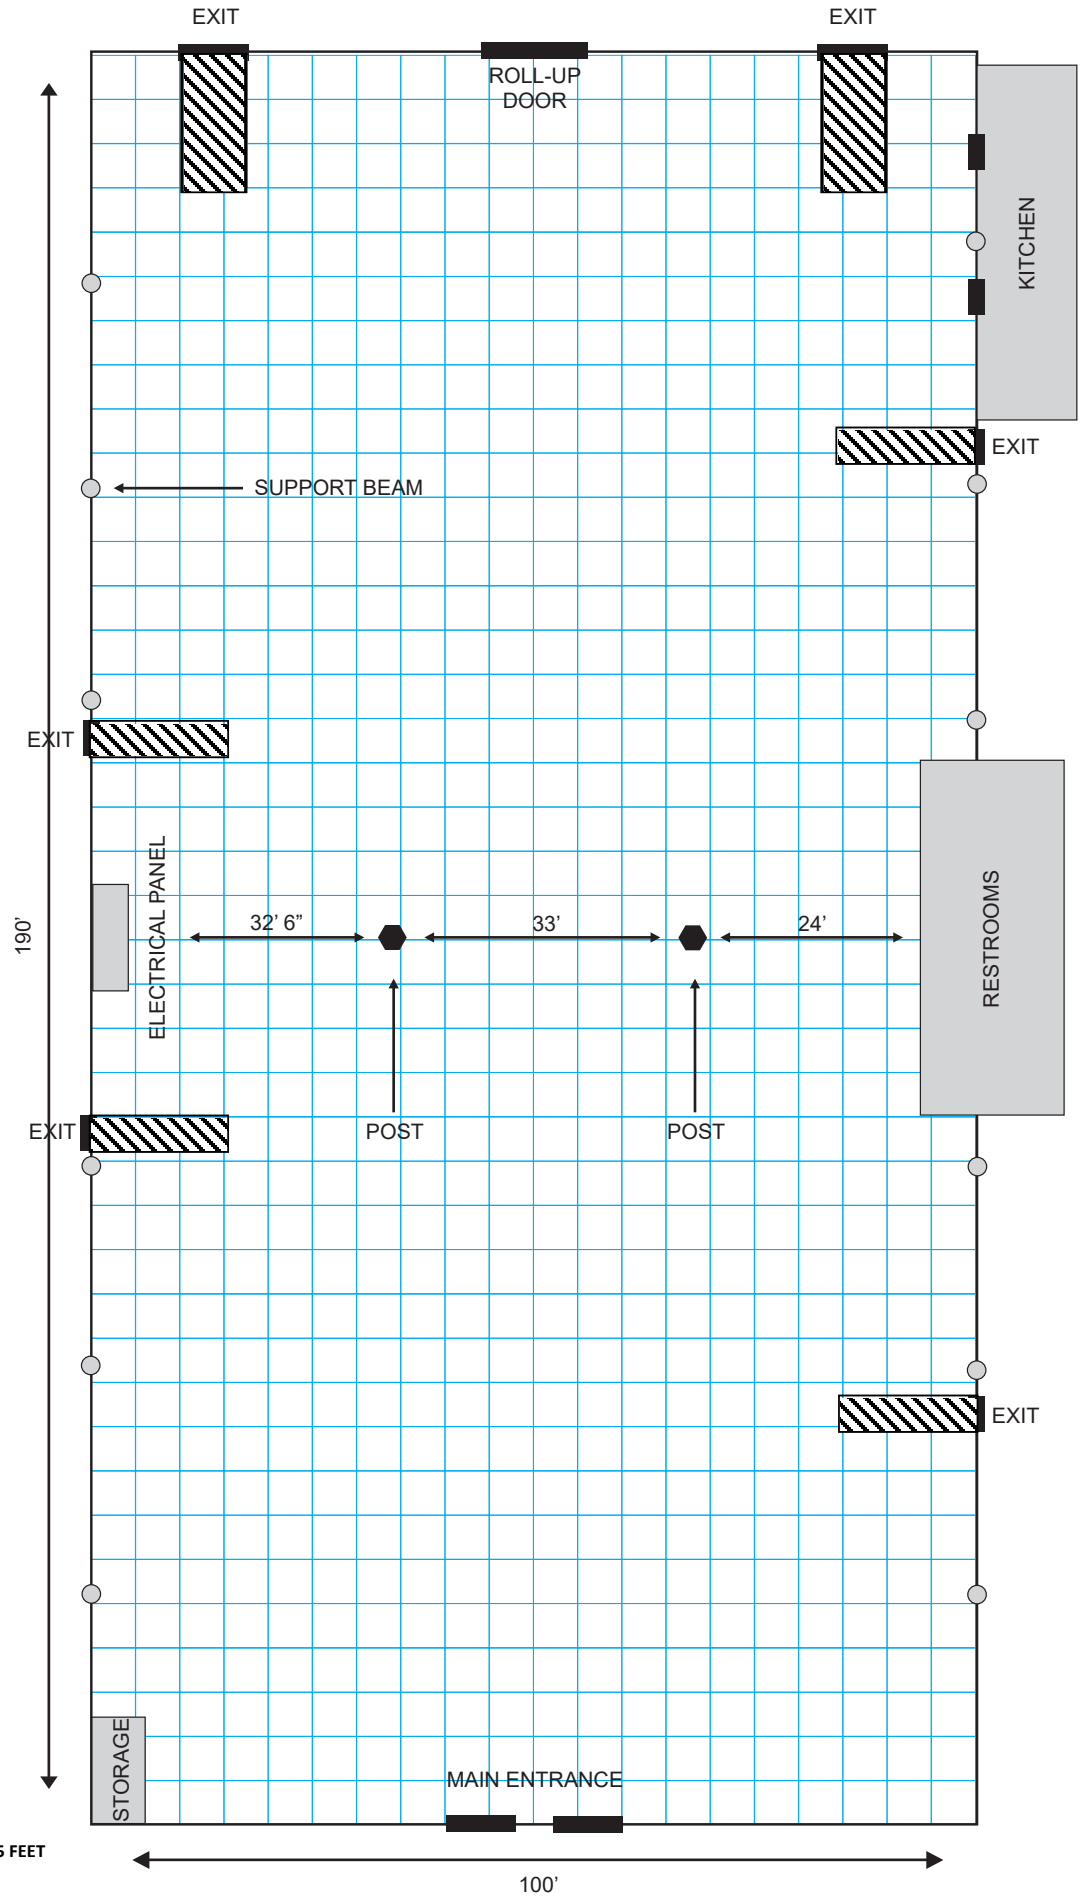 EXIT
EXIT
ROLL-UP
DOOR
KITCHEN
EXIT
SUPPORT BEAM
EXIT
ELECTRICAL PANEL
32’ 6”
33’
24’
190’
RESTROOMS
EXIT
POST
POST
EXIT
STORAGE
MAIN ENTRANCE
FEET
100’